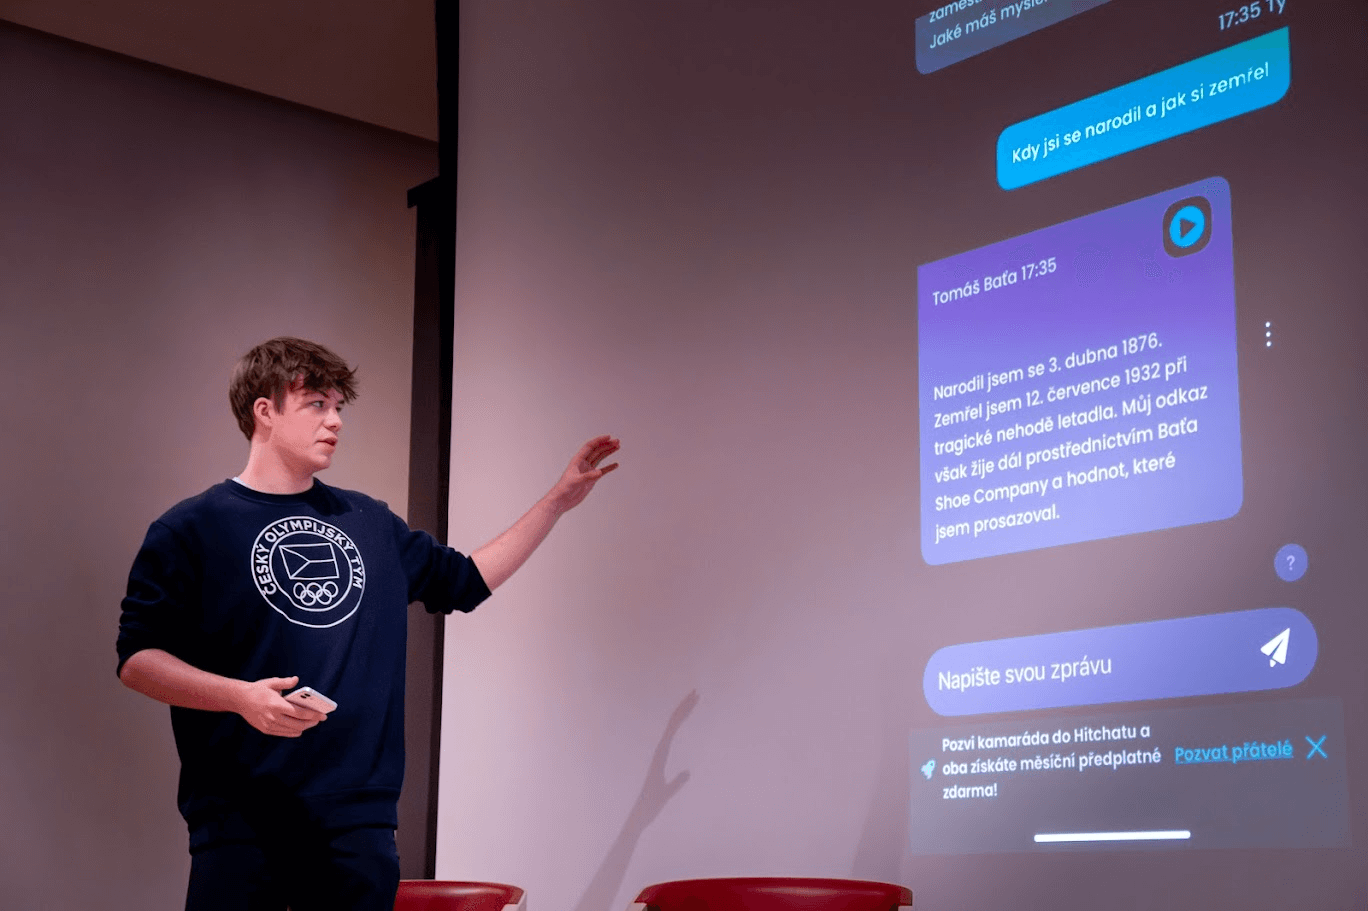 Jaké máš
17:35 Ty
Kdy jsi se narodil a jak si zemřel
Tomáš Baťa 17:35
Narodil jsem se 3. dubna 1876.
Zemřel jsem 12. července 1932 při
tragické nehodě letadla. Můj odkaz
však žije dál prostřednictvím Baťa
Shoe Company a hodnot, které
jsem prosazoval.
?
Napište svou zprávu
Pozvi kamaráda do Hitchatu a
oba získáte měsíční předplatné
zdarma!
Pozvat přátelé
ČESKÝ OLYMPIJSKÝ TÝM